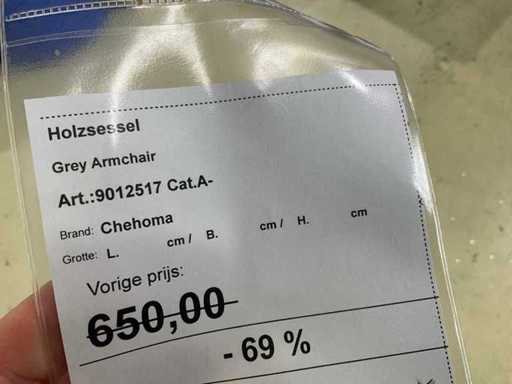 Holzsessel
Grey Armchair
Art.:9012517 Cat.A-
Brand: Chehoma
Grotte: L. cm / B. cm / H. cm
Vorige prijs:
650,00
- 69 %